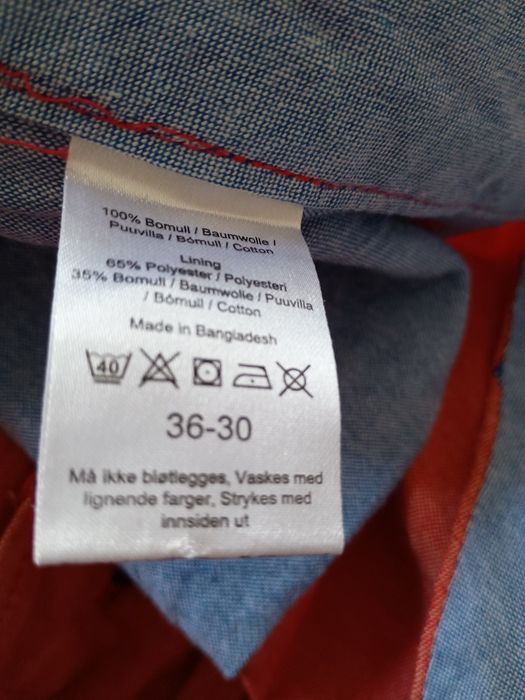 100% Bomull / Baumwolle /
Puuvilla / Bómull / Cotton
Lining
65% Polyester / Polyesteri
35% Bomull / Baumwolle / Puuvilla
/ Bómull / Cotton
Made in Bangladesh
40
36-30
Må ikke bløtlegges, Vaskes med
lignende farger, Strykes med
innsiden ut